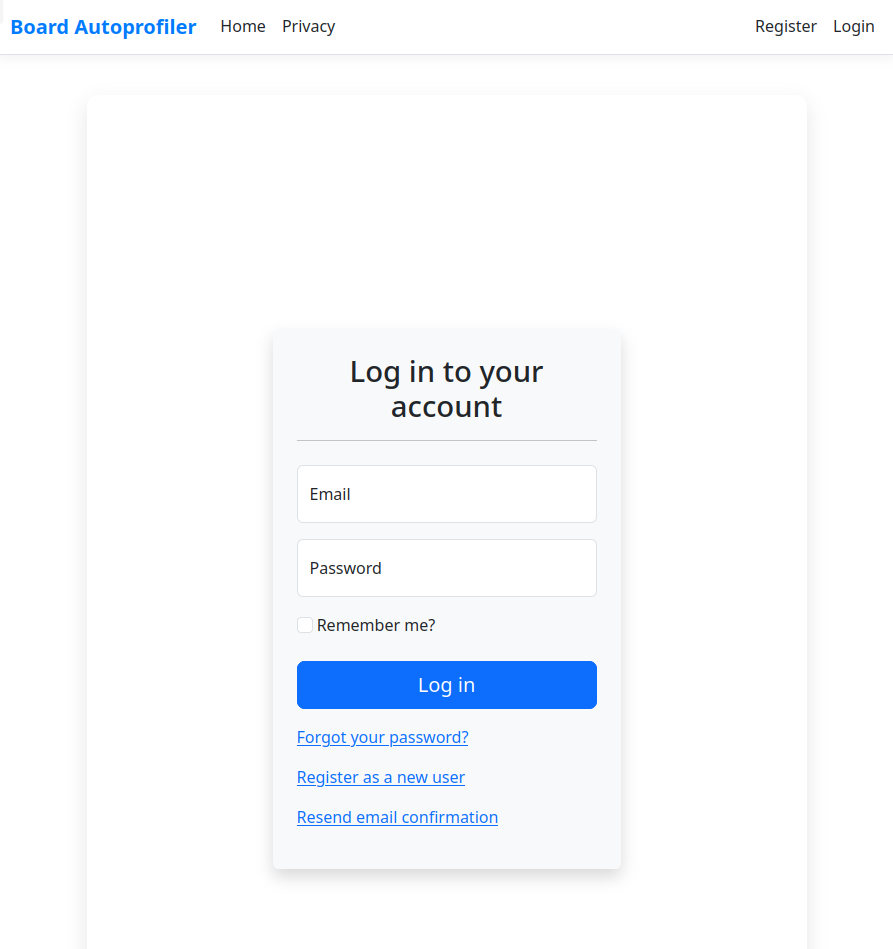 Board Autoprofiler Home Privacy Register Login
Log in to your
account
Email
Password
Remember me?
Log in
Forgot your password?
Register as a new user
Resend email confirmation